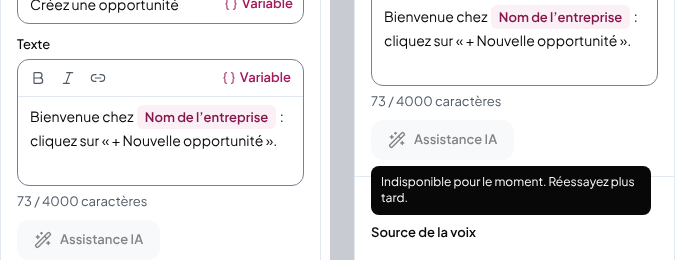 Créez une opportunité
{ } Variable
Texte
B I
{ } Variable
Bienvenue chez Nom de l'entreprise :
cliquez sur « + Nouvelle opportunité ».
73 / 4000 caractères
Assistance IA
Bienvenue chez Nom de l'entreprise :
cliquez sur « + Nouvelle opportunité ».
73 / 4000 caractères
Assistance IA
Indisponible pour le moment. Réessayez plus
tard.
Source de la voix